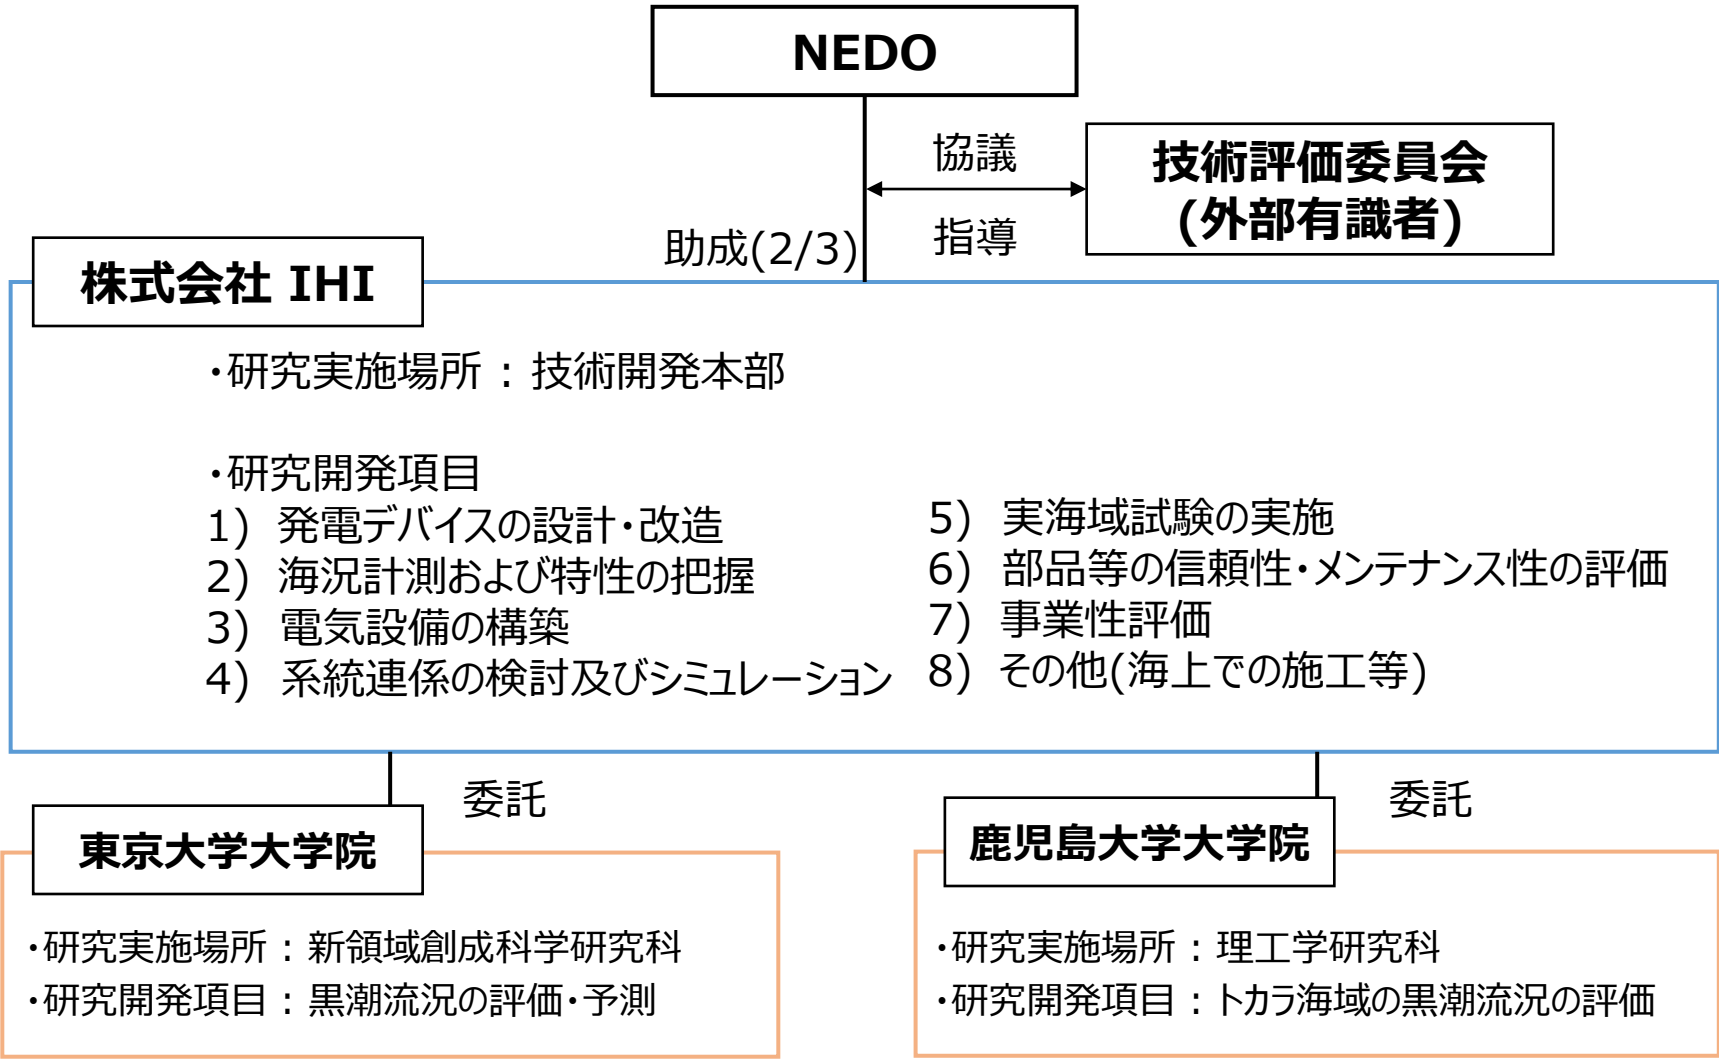 NEDO
協議
技術評価委員会
(外部有識者)
指導
助成(2/3)
株式会社 IHI
・研究実施場所：技術開発本部
・研究開発項目
1) 発電デバイスの設計・改造
2) 海況計測および特性の把握
3) 電気設備の構築
4) 系統連係の検討及びシミュレーション
5) 実海域試験の実施
6) 部品等の信頼性・メンテナンス性の評価
7) 事業性評価
8) その他(海上での施工等)
委託
東京大学大学院
・研究実施場所：新領域創成科学研究科
・研究開発項目：黒潮流況の評価・予測
委託
鹿児島大学大学院
・研究実施場所：理工学研究科
・研究開発項目：トカラ海域の黒潮流況の評価